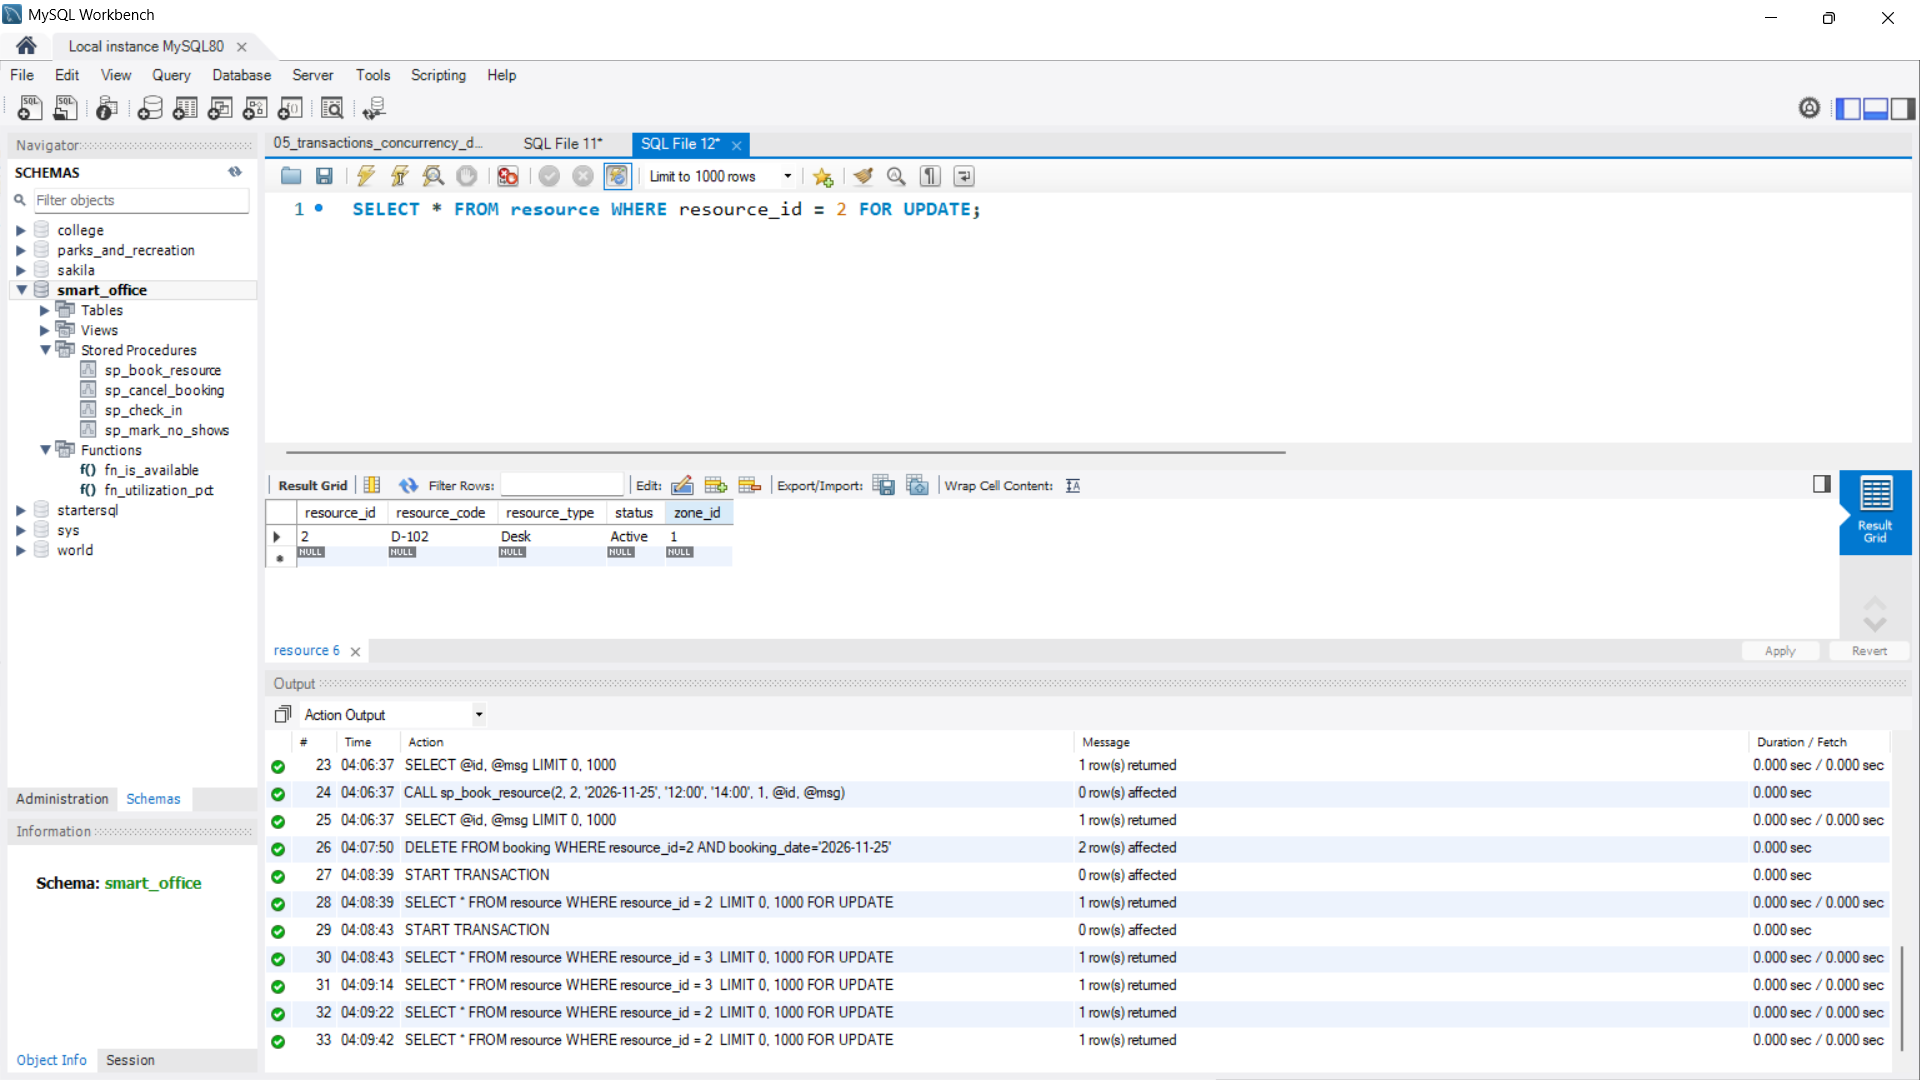 MySQL Workbench
Local instance MySQL80
File Edit View Query Database Server Tools Scripting Help
Navigator
SCHEMAS
Filter objects
college
parks_and_recreation
sakila
smart_office
Tables
Views
Stored Procedures
sp_book_resource
sp_cancel_booking
sp_check_in
sp_mark_no_shows
Functions
f() fn_is_available
f() fn_utilization_pct
startersql
sys
world
Administration Schemas
Information
Schema: smart_office
Object Info Session
05_transactions_concurrency_d... SQL File 11* SQL File 12*
Limit to 1000 rows
1 SELECT * FROM resource WHERE resource_id = 2 FOR UPDATE;
Result Grid Filter Rows: Edit: Export/Import: Wrap Cell Content:
resource_id resource_code resource_type status zone_id
2 D-102 Desk Active 1
NULL NULL NULL NULL NULL
Result Grid
resource 6
Apply Revert
Output
Action Output
# Time Action Message Duration / Fetch
23 04:06:37 SELECT @id, @msg LIMIT 0, 1000 1 row(s) returned 0.000 sec / 0.000 sec
24 04:06:37 CALL sp_book_resource(2, 2, '2026-11-25', '12:00', '14:00', 1, @id, @msg) 0 row(s) affected 0.000 sec
25 04:06:37 SELECT @id, @msg LIMIT 0, 1000 1 row(s) returned 0.000 sec / 0.000 sec
26 04:07:50 DELETE FROM booking WHERE resource_id=2 AND booking_date='2026-11-25' 2 row(s) affected 0.000 sec
27 04:08:39 START TRANSACTION 0 row(s) affected 0.000 sec
28 04:08:39 SELECT * FROM resource WHERE resource_id = 2 LIMIT 0, 1000 FOR UPDATE 1 row(s) returned 0.000 sec / 0.000 sec
29 04:08:43 START TRANSACTION 0 row(s) affected 0.000 sec
30 04:08:43 SELECT * FROM resource WHERE resource_id = 3 LIMIT 0, 1000 FOR UPDATE 1 row(s) returned 0.000 sec / 0.000 sec
31 04:09:14 SELECT * FROM resource WHERE resource_id = 3 LIMIT 0, 1000 FOR UPDATE 1 row(s) returned 0.000 sec / 0.000 sec
32 04:09:22 SELECT * FROM resource WHERE resource_id = 2 LIMIT 0, 1000 FOR UPDATE 1 row(s) returned 0.000 sec / 0.000 sec
33 04:09:42 SELECT * FROM resource WHERE resource_id = 2 LIMIT 0, 1000 FOR UPDATE 1 row(s) returned 0.000 sec / 0.000 sec